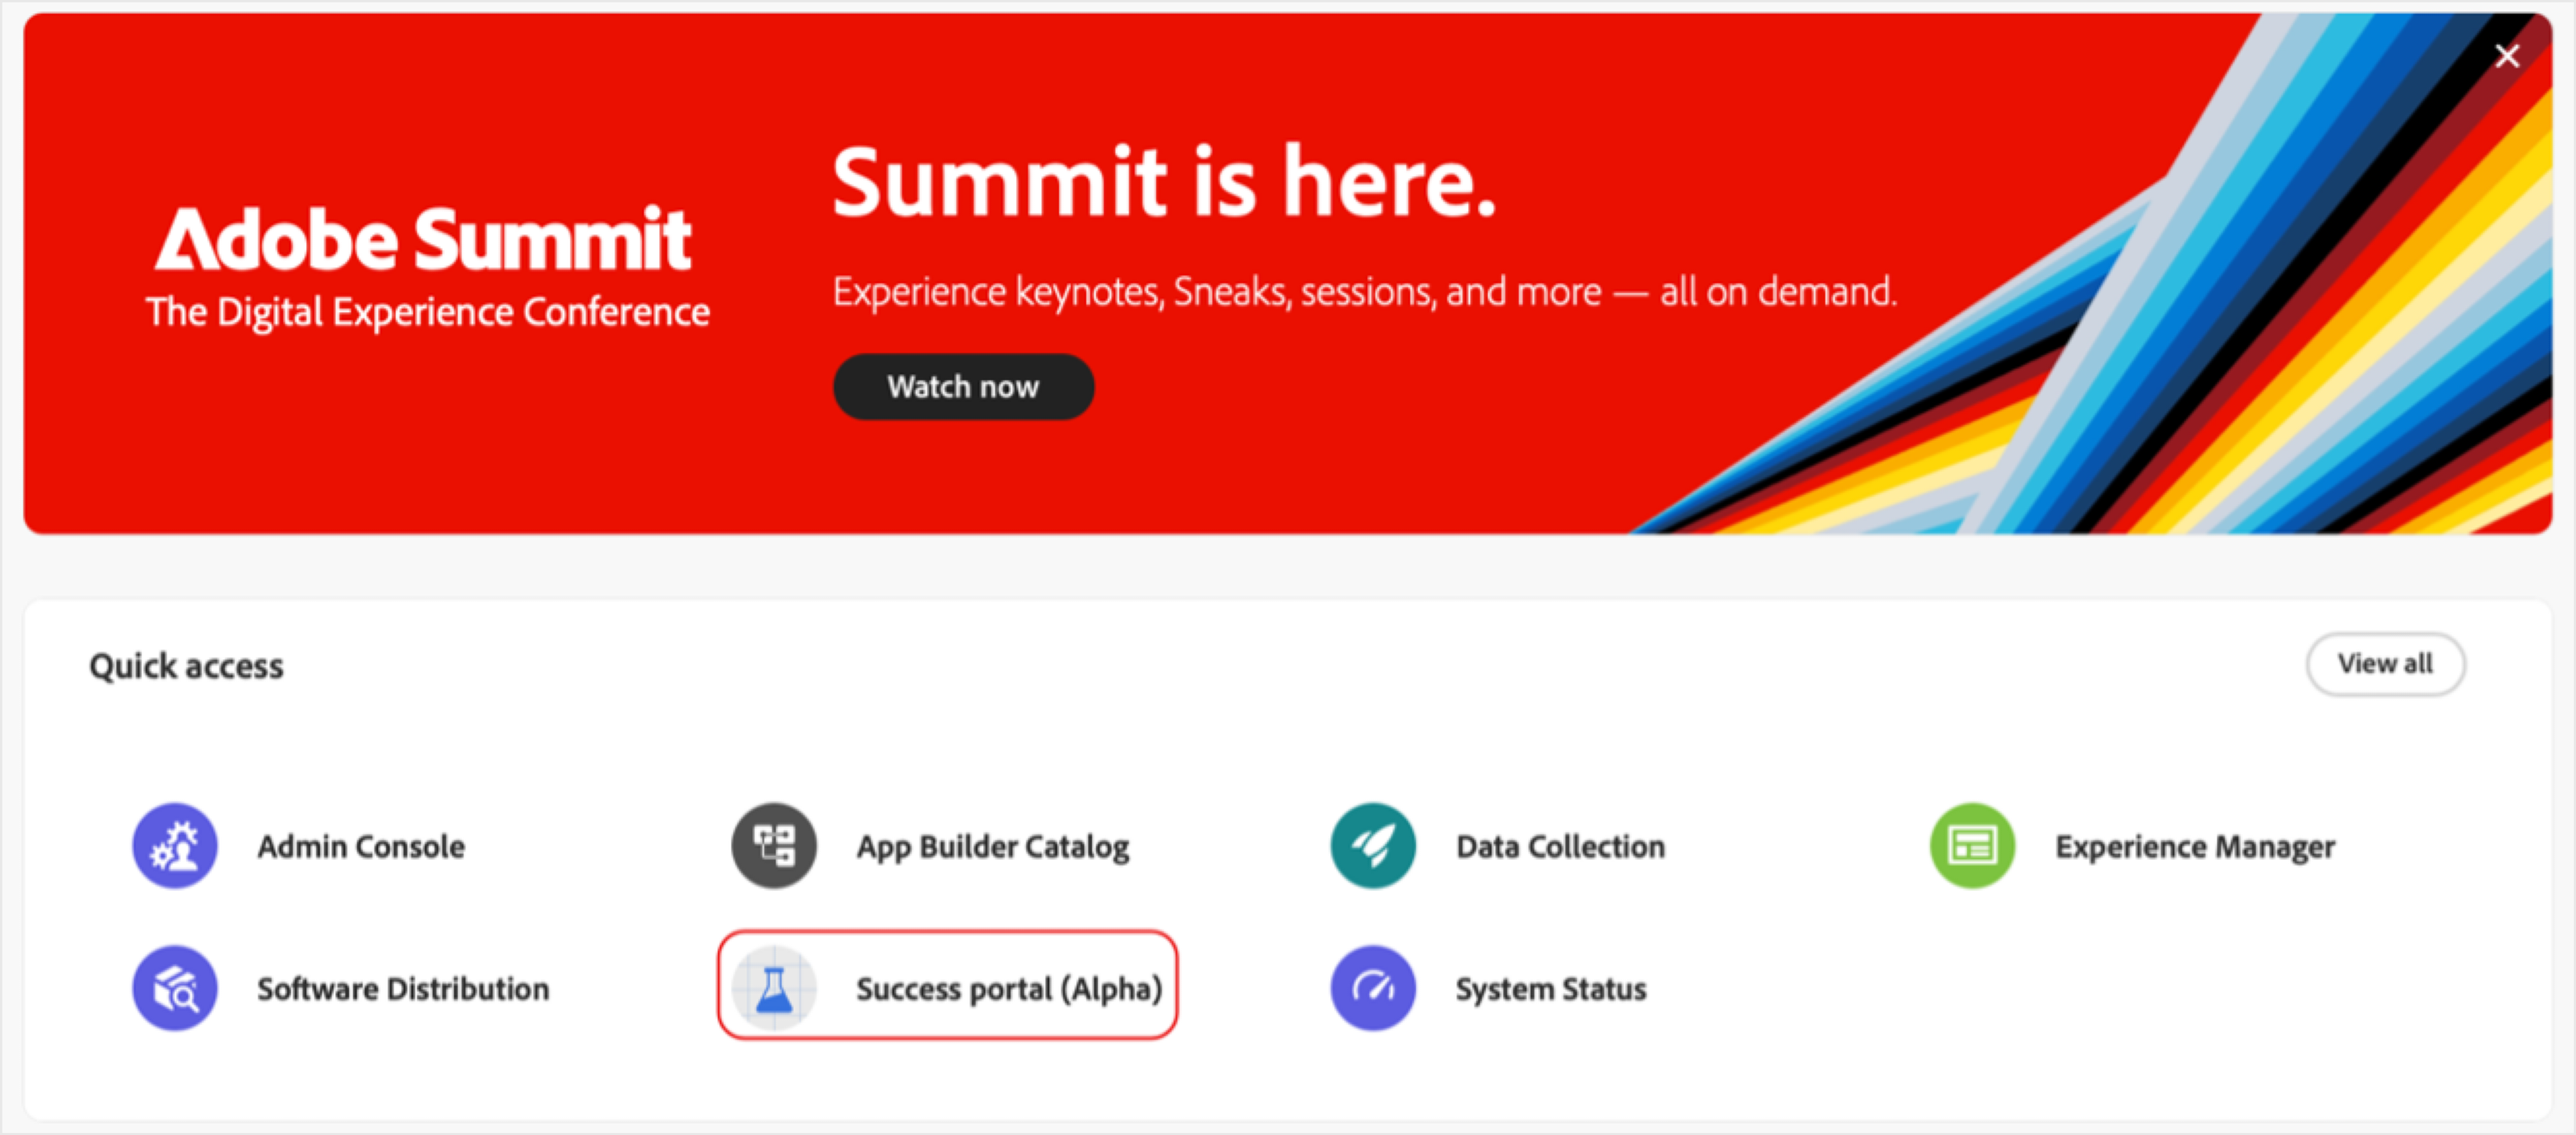 Adobe Summit
The Digital Experience Conference
Summit is here.
Experience keynotes, Sneaks, sessions, and more — all on demand.
Watch now
Quick access
View all
Admin Console
App Builder Catalog
Data Collection
Experience Manager
Software Distribution
Success portal (Alpha)
System Status